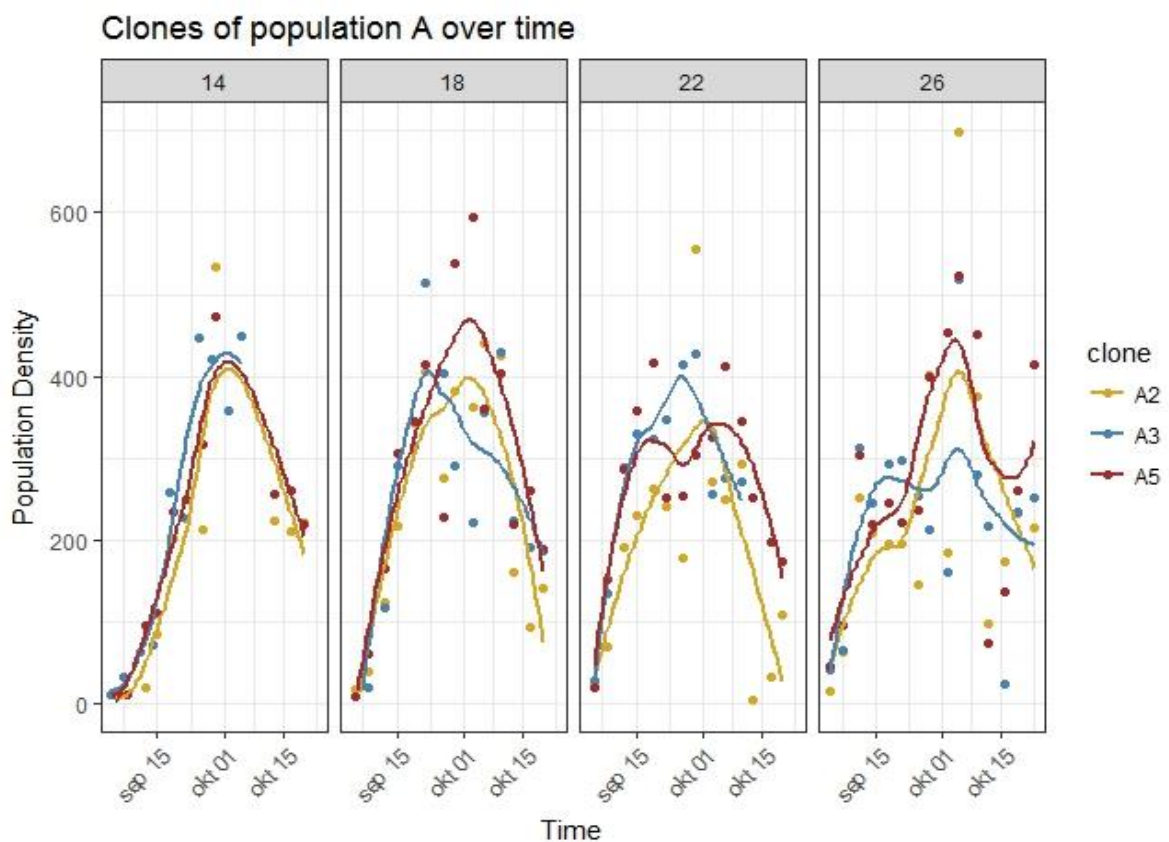 Clones of population A over time
14
18
22
26
Population Density
600
400
200
0
sep 15
okt 01
okt 15
sep 15
okt 01
okt 15
sep 15
okt 01
okt 15
sep 15
okt 01
okt 15
Time
clone
A2
A3
A5